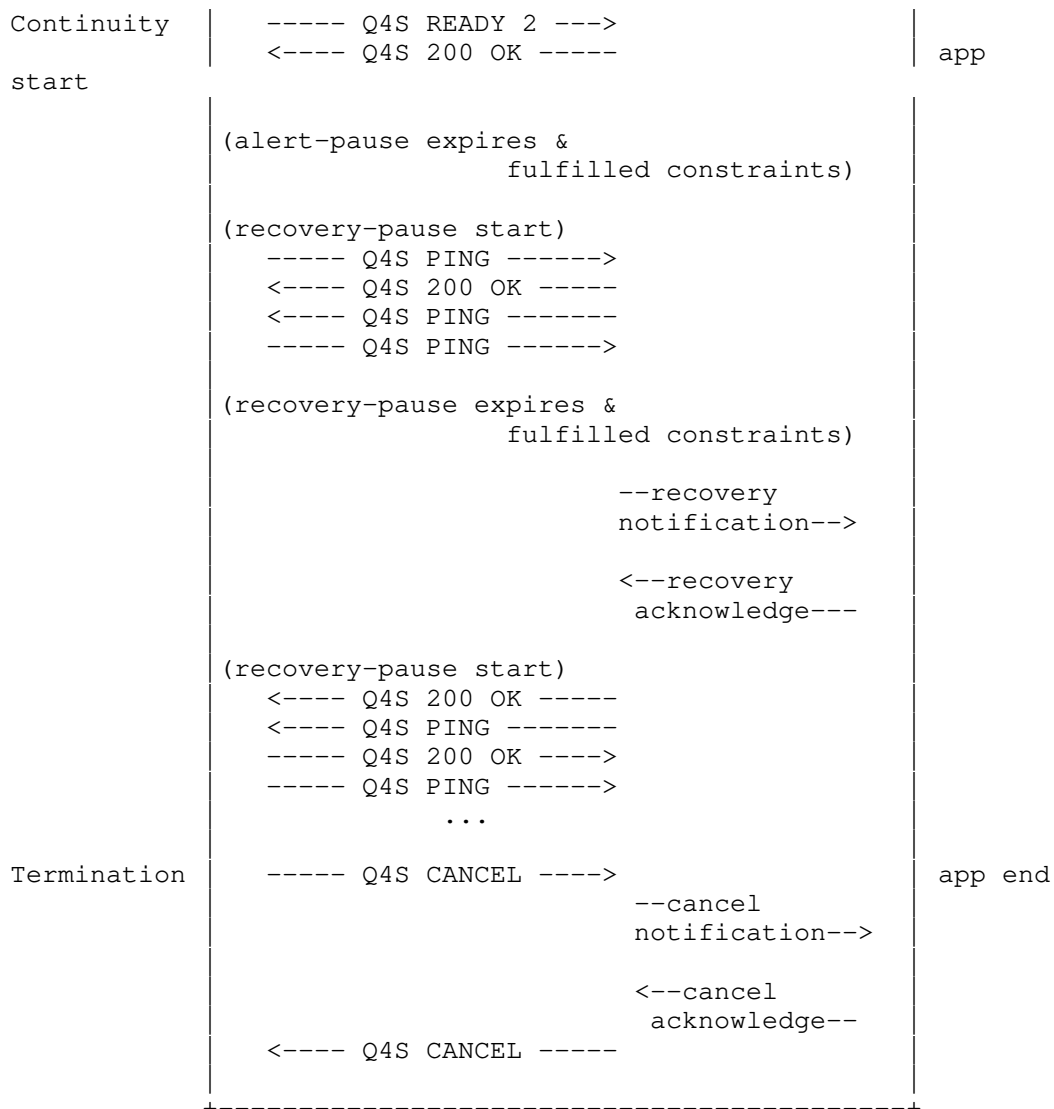 Continuity | ----- Q4S READY 2 ---> |
| <---- Q4S 200 OK ----- | app
start
| |
|(alert-pause expires & |
| fulfilled constraints) |
| |
|(recovery-pause start) |
| ----- Q4S PING ------> |
| <---- Q4S 200 OK ----- |
| <---- Q4S PING ------- |
| ----- Q4S PING ------> |
| |
|(recovery-pause expires & |
| fulfilled constraints) |
| |
| --recovery |
| notification--> |
| |
| <--recovery |
| acknowledge--- |
| |
|(recovery-pause start) |
| <---- Q4S 200 OK ----- |
| <---- Q4S PING ------- |
| ----- Q4S 200 OK ----> |
| ----- Q4S PING ------> |
| ... |
| |
Termination | ----- Q4S CANCEL ----> | app end
| --cancel |
| notification--> |
| |
| <--cancel |
| acknowledge-- |
| <---- Q4S CANCEL ----- |
| |
+---------------------------------------------+